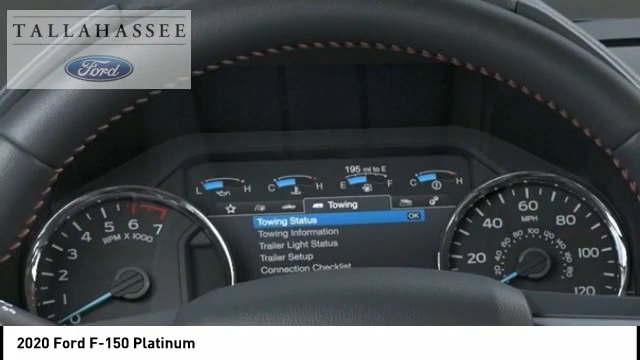 TALLAHASSEE
Ford
195 mi to E
L H C H E F C H
Towing
Towing Status OK
Towing Information
Trailer Light Status
Trailer Setup
Connection Checklist
0 1 2 3 4 5 6 7
RPM X 1000
20 40 60 80 100 120
MPH
2020 Ford F-150 Platinum